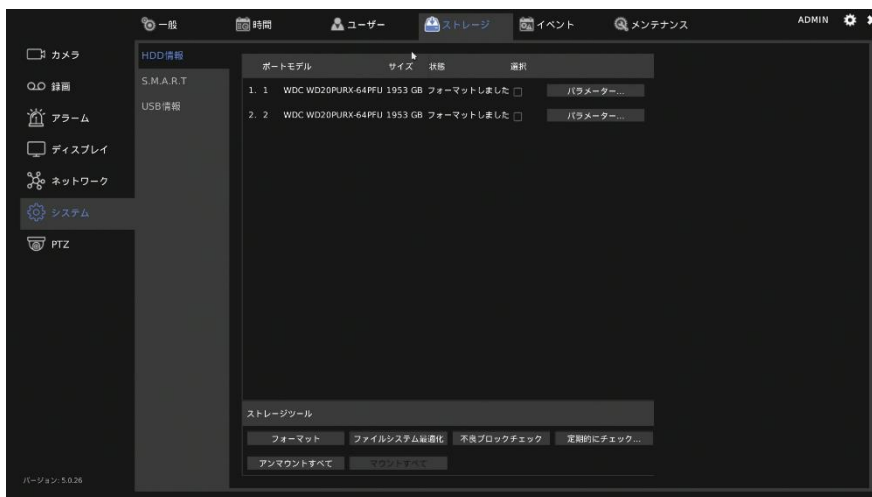 一般 時間 ユーザー ストレージ イベント メンテナンス ADMIN
カメラ
録画
アラーム
ディスプレイ
ネットワーク
システム
PTZ
HDD情報
S.M.A.R.T
USB情報
ポートモデル サイズ 状態 選択
1. 1 WDC WD20PURX-64PFU 1953 GB フォーマットしました パラメーター...
2. 2 WDC WD20PURX-64PFU 1953 GB フォーマットしました パラメーター...
ストレージツール
フォーマット ファイルシステム最適化 不良ブロックチェック 定期的にチェック...
アンマウントすべて マウントすべて
バージョン: 5.0.26